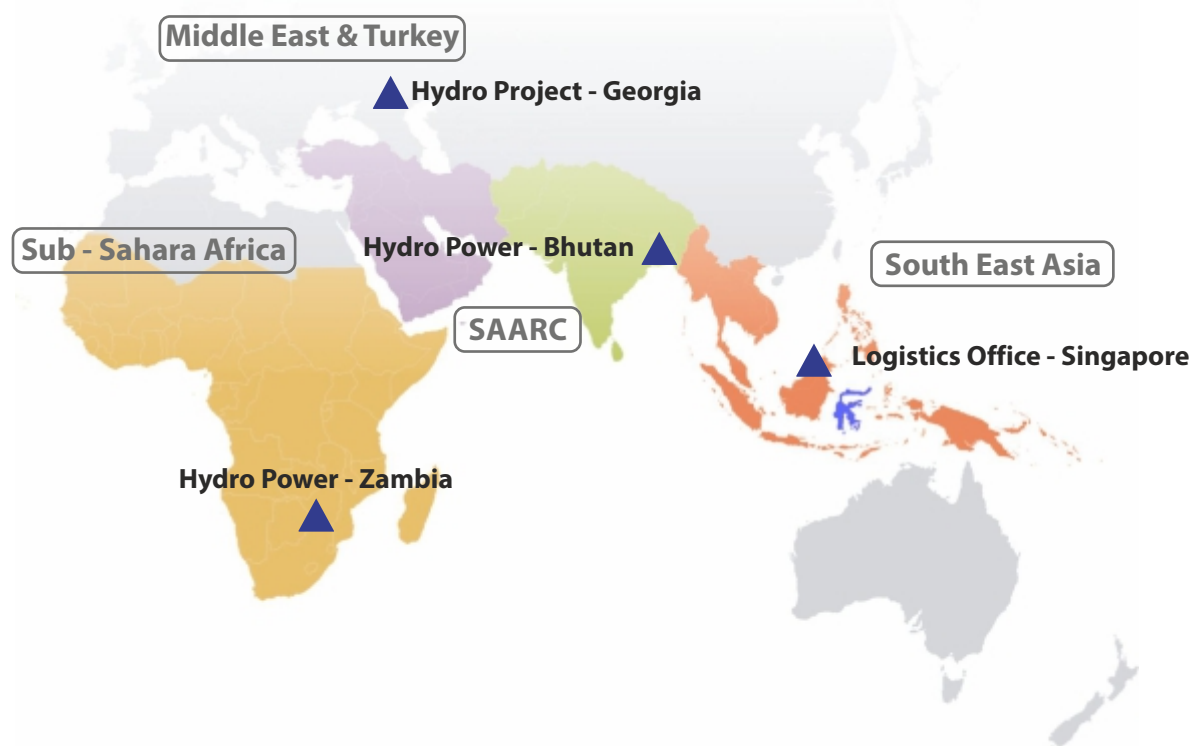 Middle East & Turkey
Hydro Project - Georgia
Sub - Sahara Africa
Hydro Power - Bhutan
South East Asia
SAARC
Logistics Office - Singapore
Hydro Power - Zambia